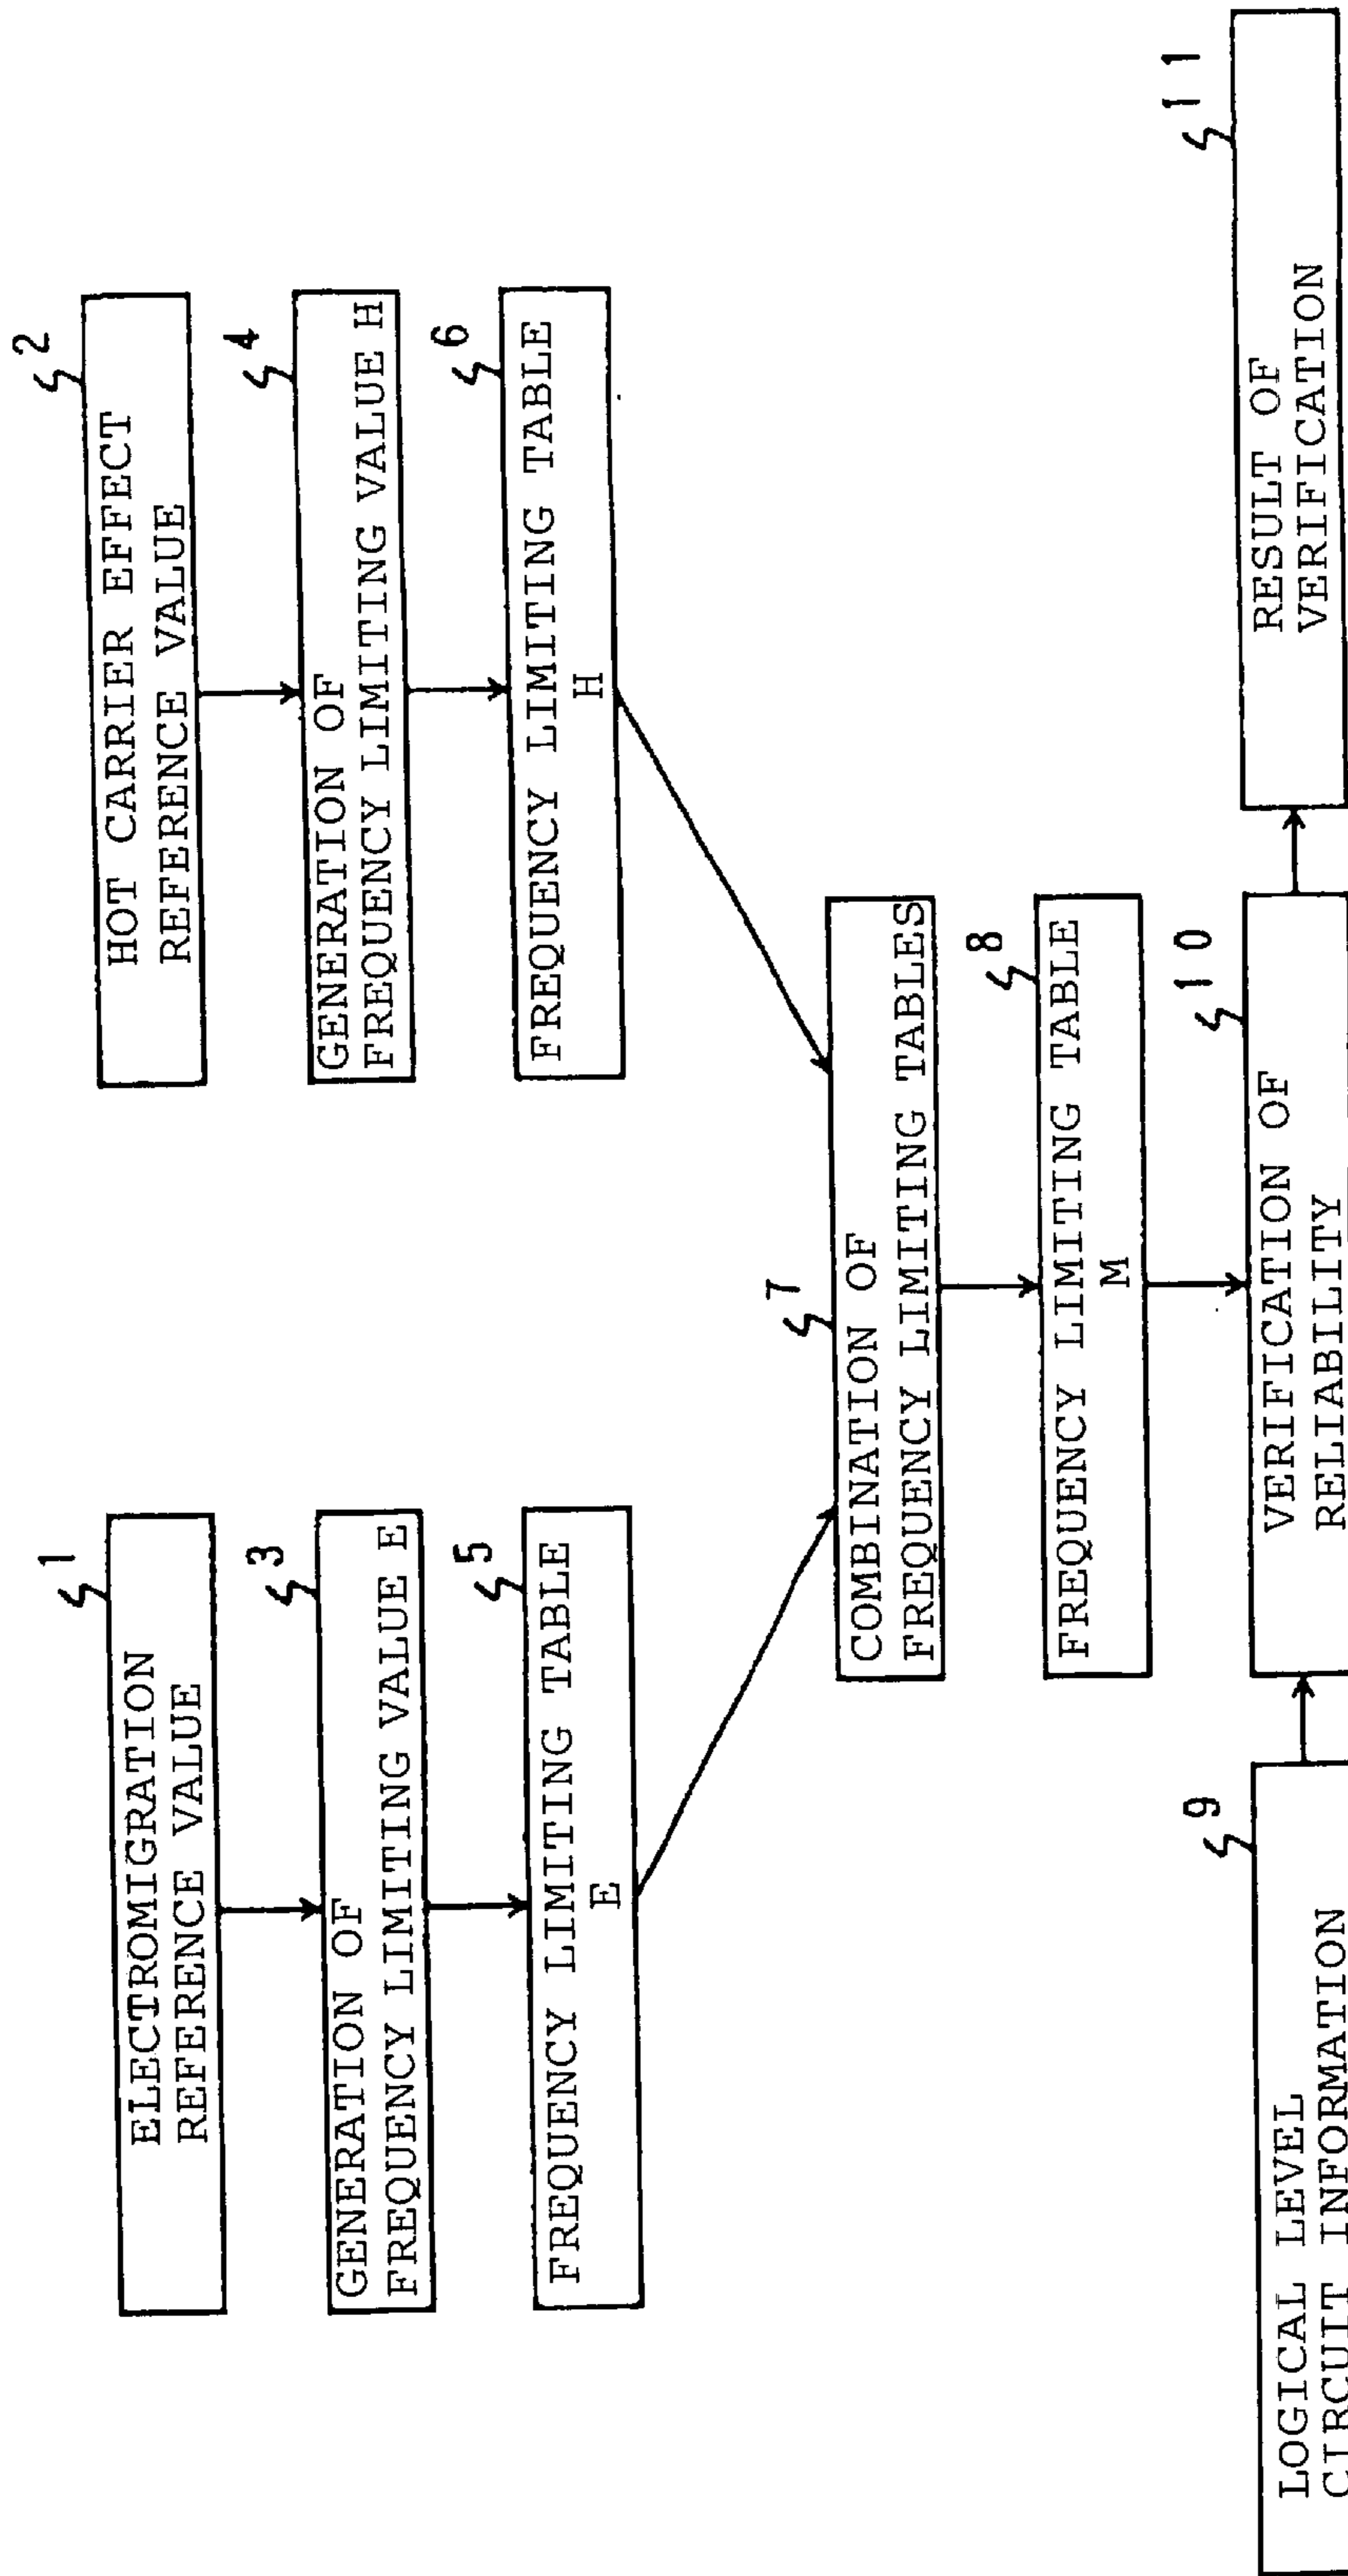 1
ELECTROMIGRATION
REFERENCE VALUE
2
HOT CARRIER EFFECT
REFERENCE VALUE
3
GENERATION OF
FREQUENCY LIMITING VALUE E
4
GENERATION OF
FREQUENCY LIMITING VALUE H
5
FREQUENCY LIMITING TABLE
E
6
FREQUENCY LIMITING TABLE
H
7
COMBINATION OF
FREQUENCY LIMITING TABLES
8
FREQUENCY LIMITING TABLE
M
9
LOGICAL LEVEL
CIRCUIT INFORMATION
10
VERIFICATION OF
RELIABILITY
11
RESULT OF
VERIFICATION